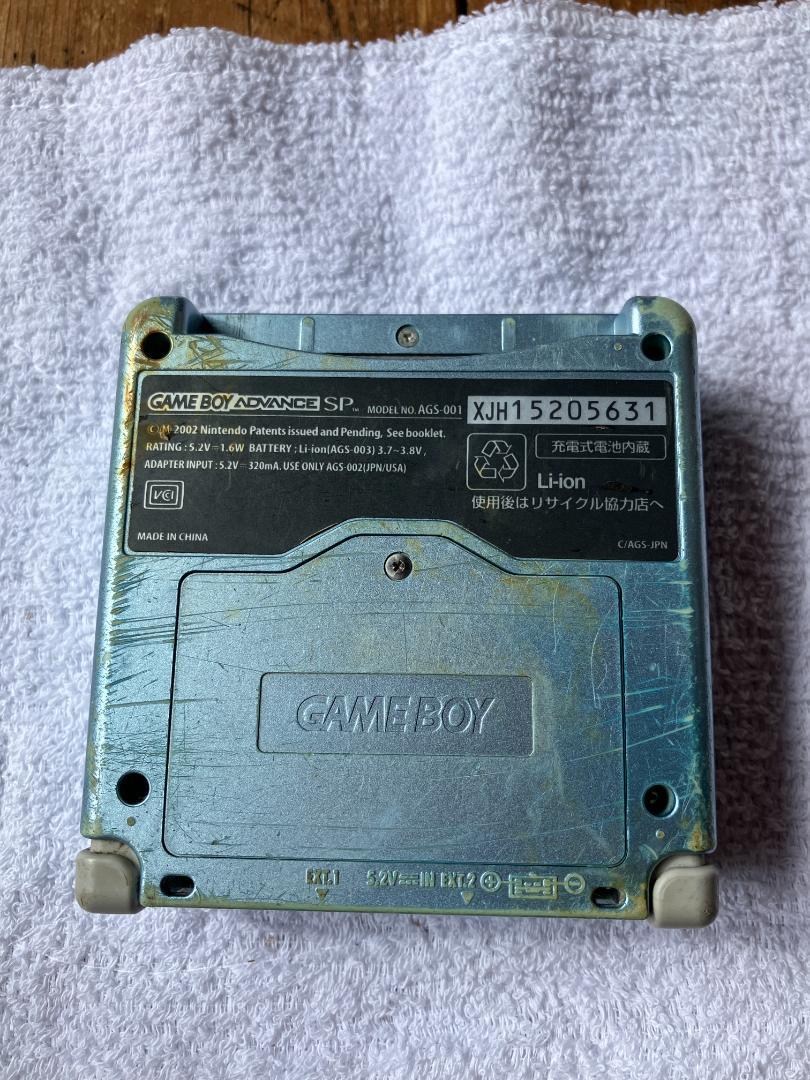 GAME BOY ADVANCE SP™ MODEL NO. AGS-001 XJH15205631
©,M 2002 Nintendo Patents issued and Pending, See booklet.
RATING : 5.2V⎓1.6W BATTERY ; Li-ion(AGS-003) 3.7~3.8V ,
ADAPTER INPUT : 5.2V⎓320mA. USE ONLY AGS-002(JPN/USA)
VCI
MADE IN CHINA
充電式電池内蔵
Li-ion
使用後はリサイクル協力店へ
C/AGS-JPN
GAME BOY
EXT.1 5.2V⎓IN EXT.2